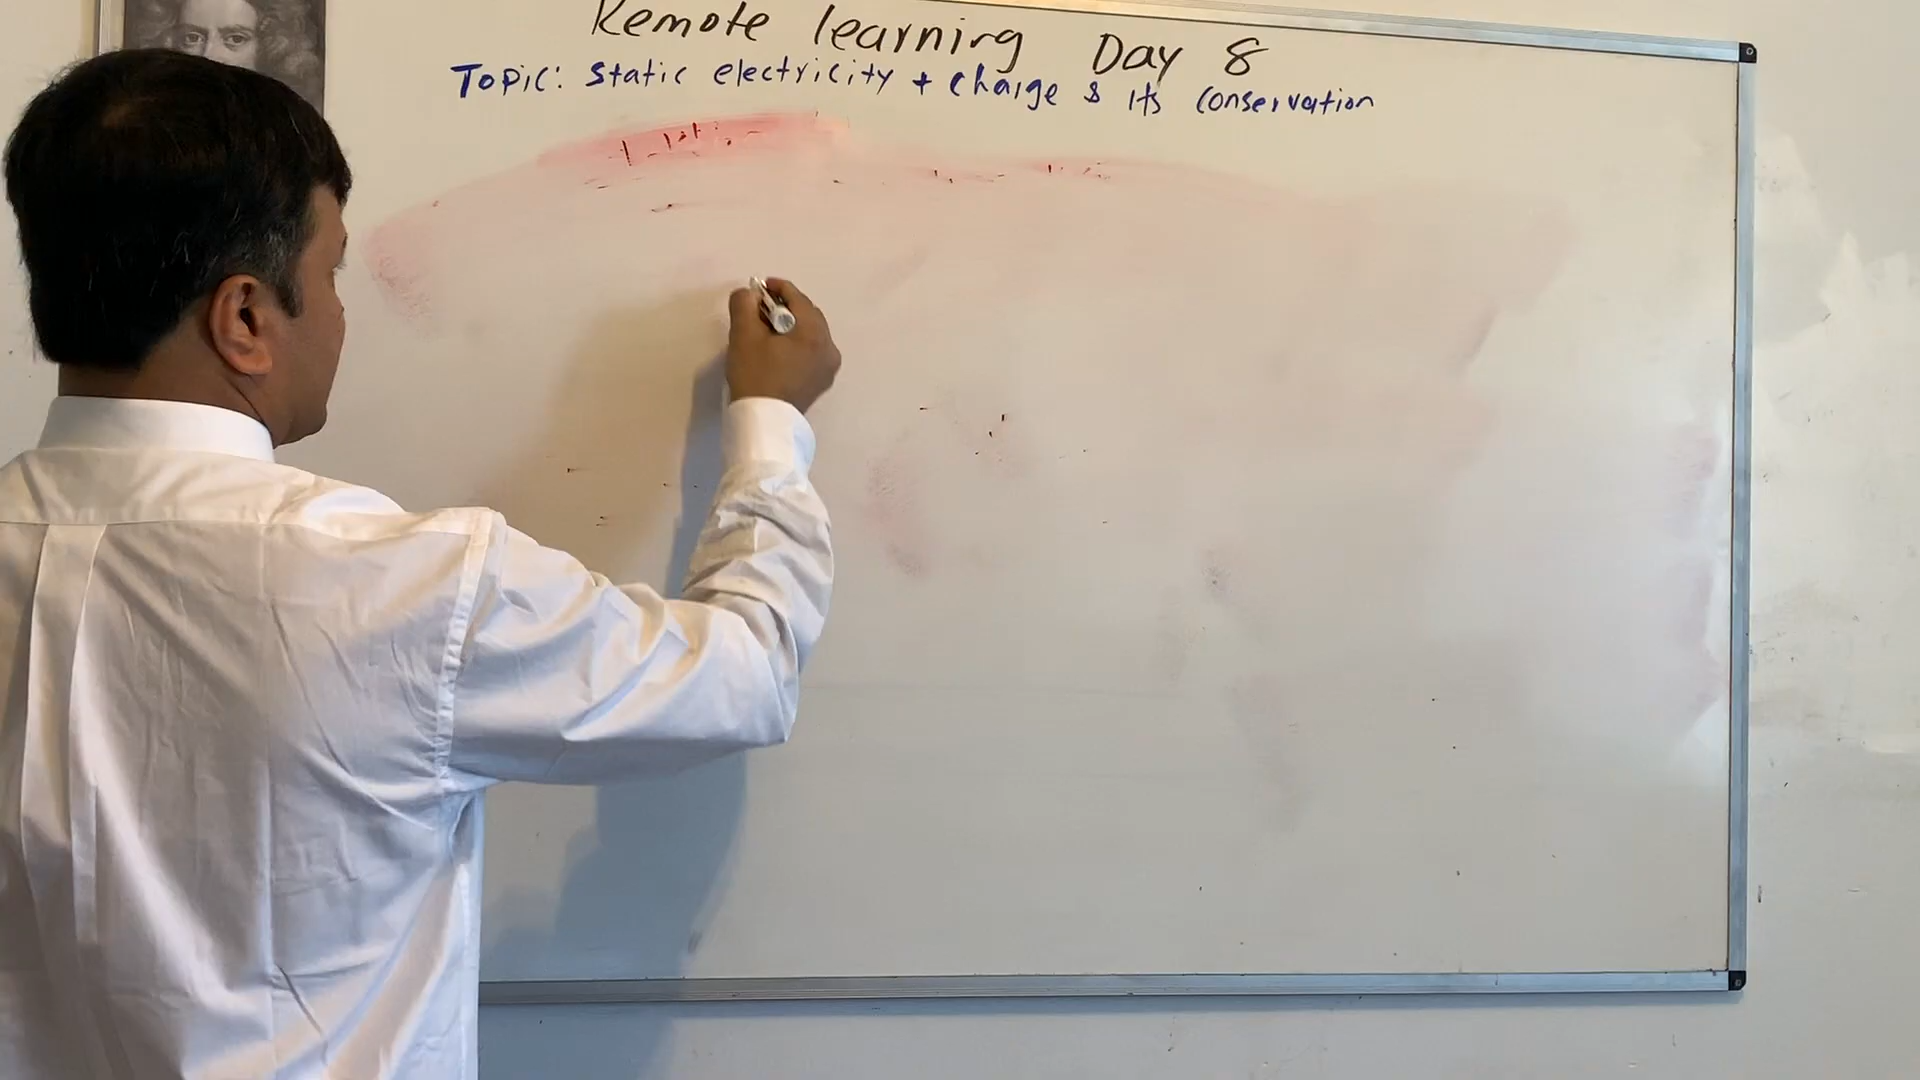 Remote learning Day 8
Topic: static electricity + Charge & Its Conservation